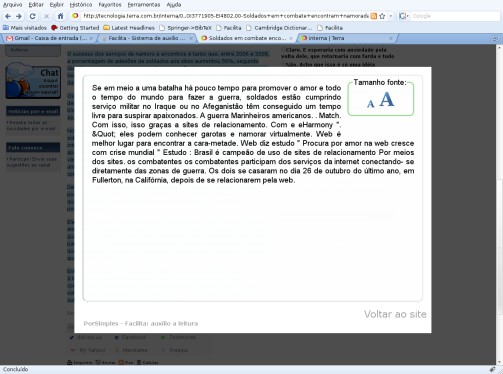 Arquivo Editar Exibir Histórico Favoritos Ferramentas Ajuda
http://tecnologia.terra.com.br/interna/0,,OI3771905-EI4802,00-Soldados+em+combate+encontram+namorada
Google
Mais visitados Getting Started Latest Headlines Springer->BibTeX Dictionary Cambridge Dictionar... Facilita
Gmail - Caixa de entrada Facilita - Sistema de auxílio ... Soldados em combate enco... interna | Terra
Se em meio a uma batalha há pouco tempo para promover o amor e todo
o tempo do mundo para fazer a guerra, soldados estão cumprindo
serviço militar no Iraque ou no Afeganistão têm conseguido um tempo
livre para suspirar apaixonados. A guerra Marinheiros americanos. . Match.
Com isso, isso graças a sites de relacionamento. Com e eHarmony ".
&Quot; eles podem conhecer garotas e namorar virtualmente. Web é
melhor lugar para encontrar a cara-metade. Web diz estudo " Procura por amor na web cresce
com crise mundial " Estudo : Brasil é campeão de uso de sites de relacionamento Por meios
dos sites. os combatentes os combatentes participam dos serviços da internet conectando- se
diretamente das zonas de guerra. Os dois se casaram no dia 26 de outubro do último ano, em
Fullerton, na Califórnia, depois de se relacionarem pela web.
Tamanho fonte:
A A
Chat
Fale conosco
Voltar ao site
PorSimples - Facilita: auxílio a leitura
Concluído